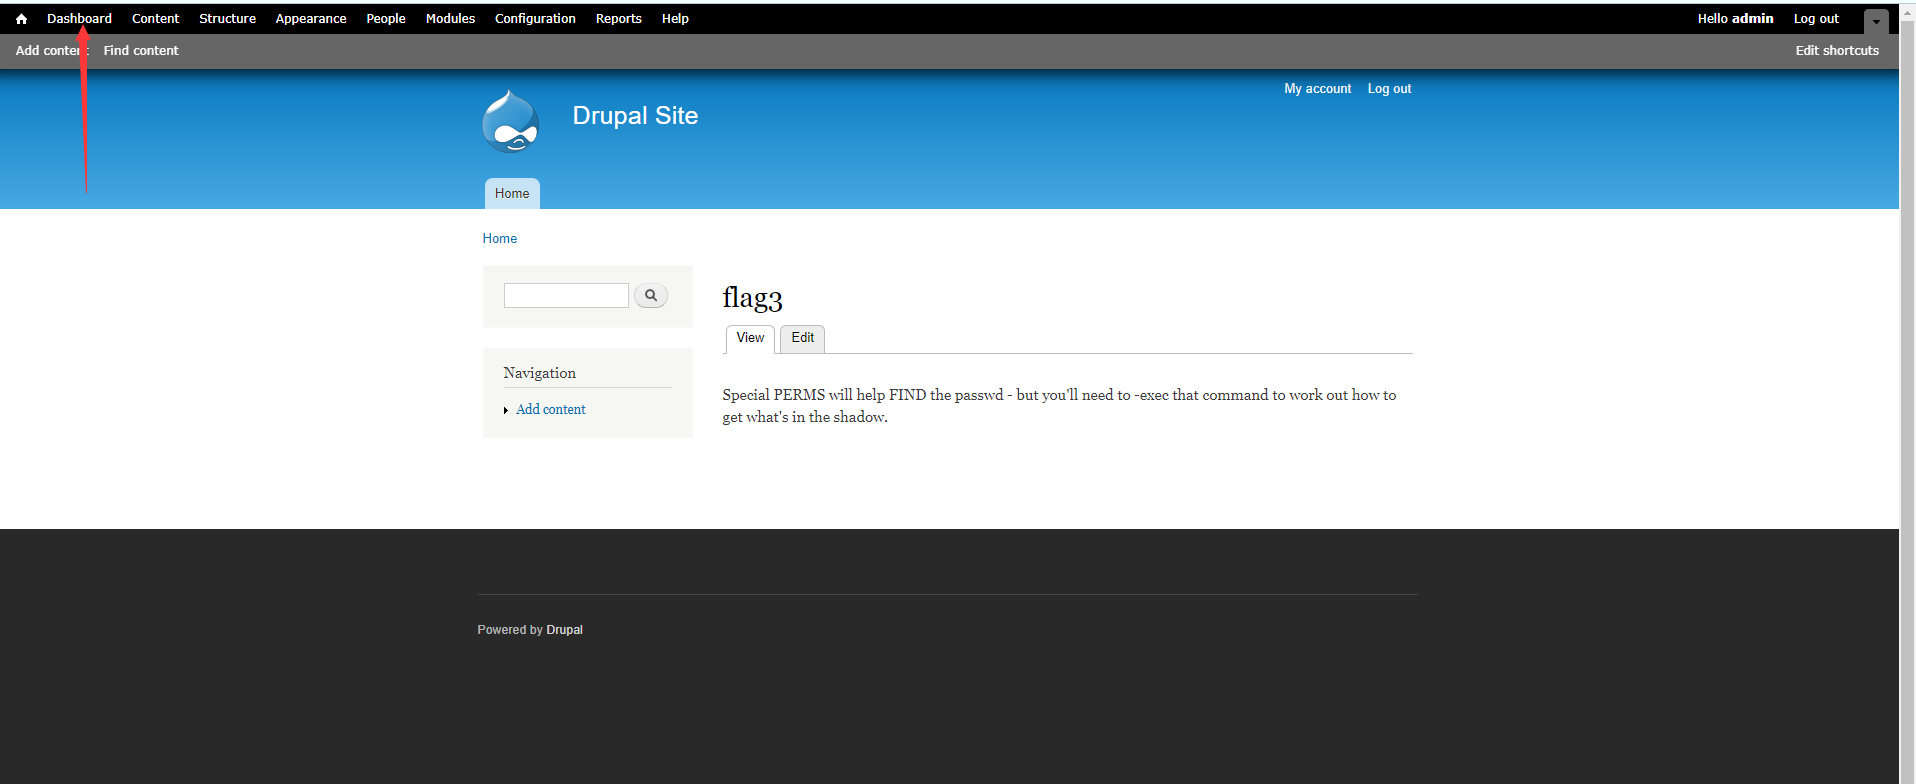 Dashboard Content Structure Appearance People Modules Configuration Reports Help Hello admin Log out
Add content Find content Edit shortcuts
My account Log out
Drupal Site
Home
Home
flag3
View Edit
Navigation
Add content
Special PERMS will help FIND the passwd - but you'll need to -exec that command to work out how to
get what's in the shadow.
Powered by Drupal